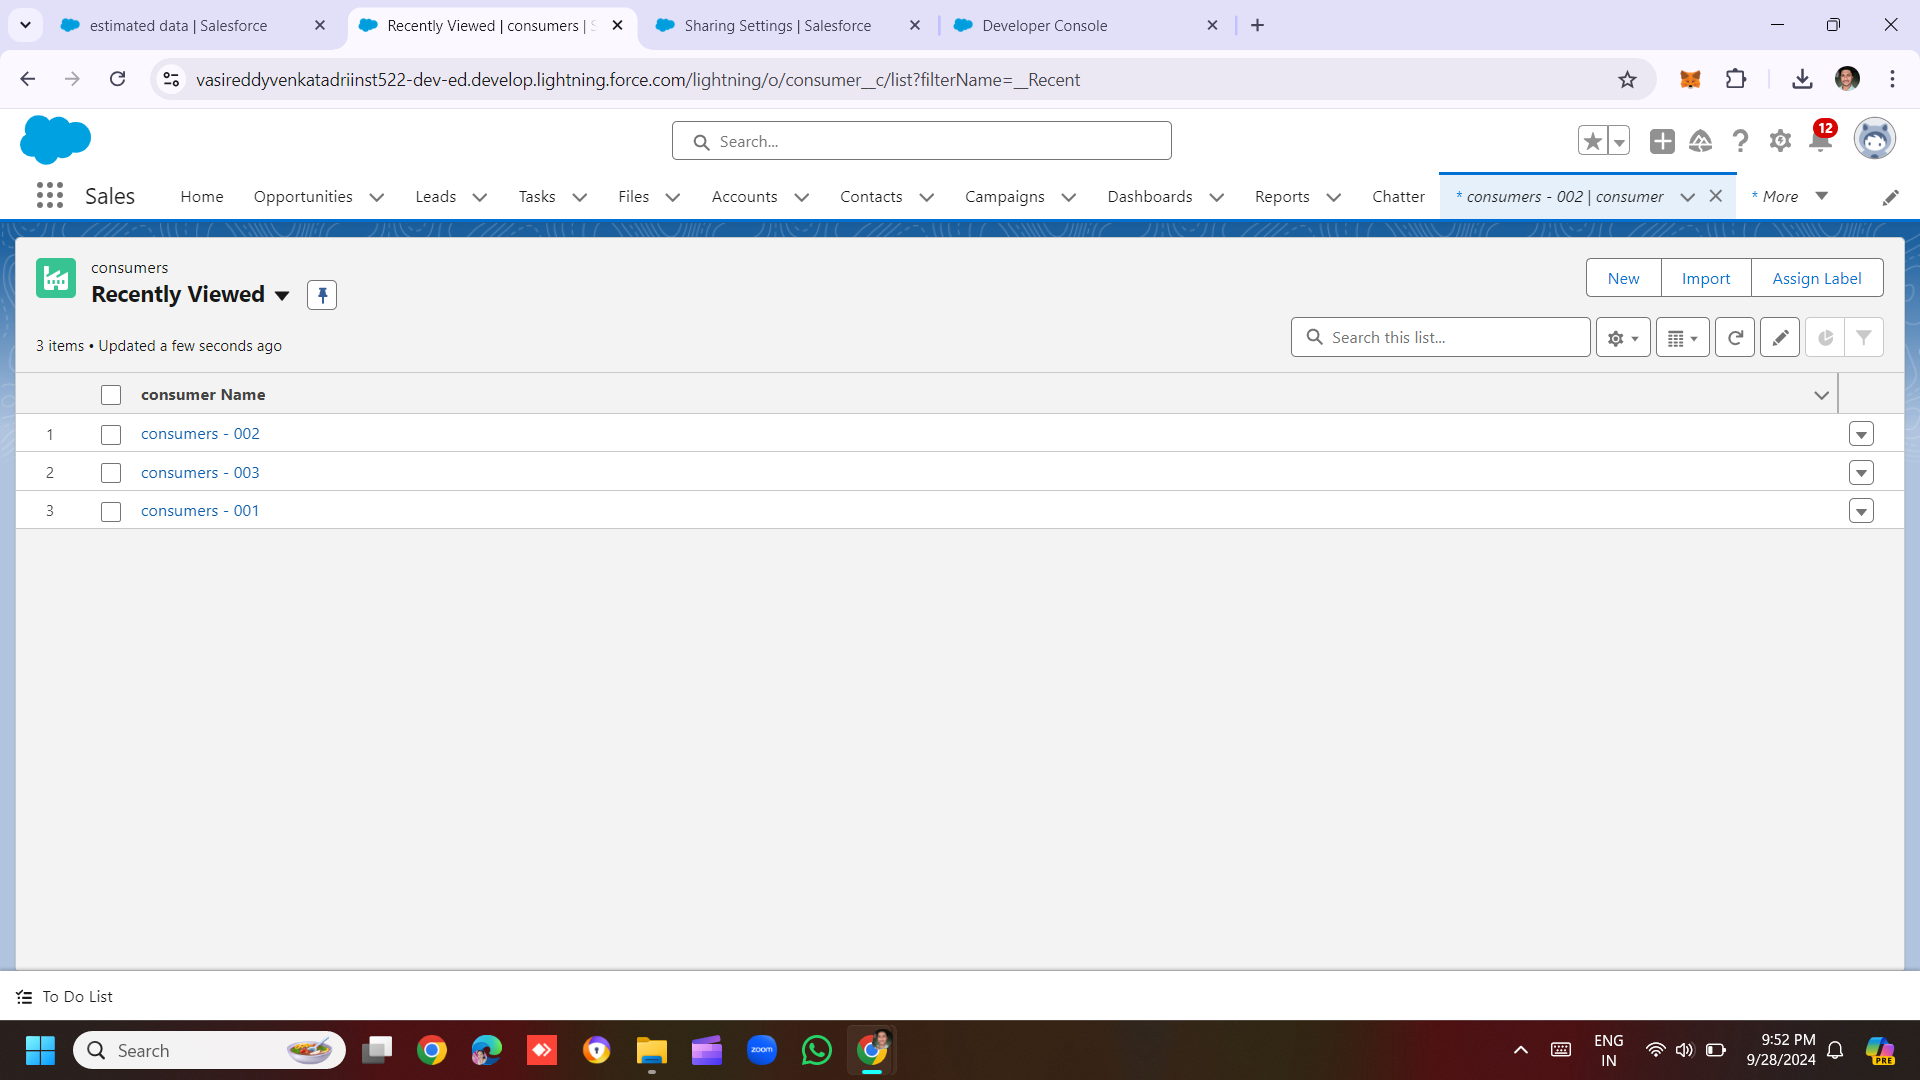 estimated data | Salesforce
Recently Viewed | consumers |
Sharing Settings | Salesforce
Developer Console
vasireddyvenkatadriinst522-dev-ed.develop.lightning.force.com/lightning/o/consumer__c/list?filterName=__Recent
Search...
12
Sales
Home
Opportunities
Leads
Tasks
Files
Accounts
Contacts
Campaigns
Dashboards
Reports
Chatter
* consumers - 002 | consumer
* More
consumers
Recently Viewed
New
Import
Assign Label
3 items • Updated a few seconds ago
Search this list...
consumer Name
1 consumers - 002
2 consumers - 003
3 consumers - 001
To Do List
Search
zoom
ENG
IN
9:52 PM
9/28/2024
PRE